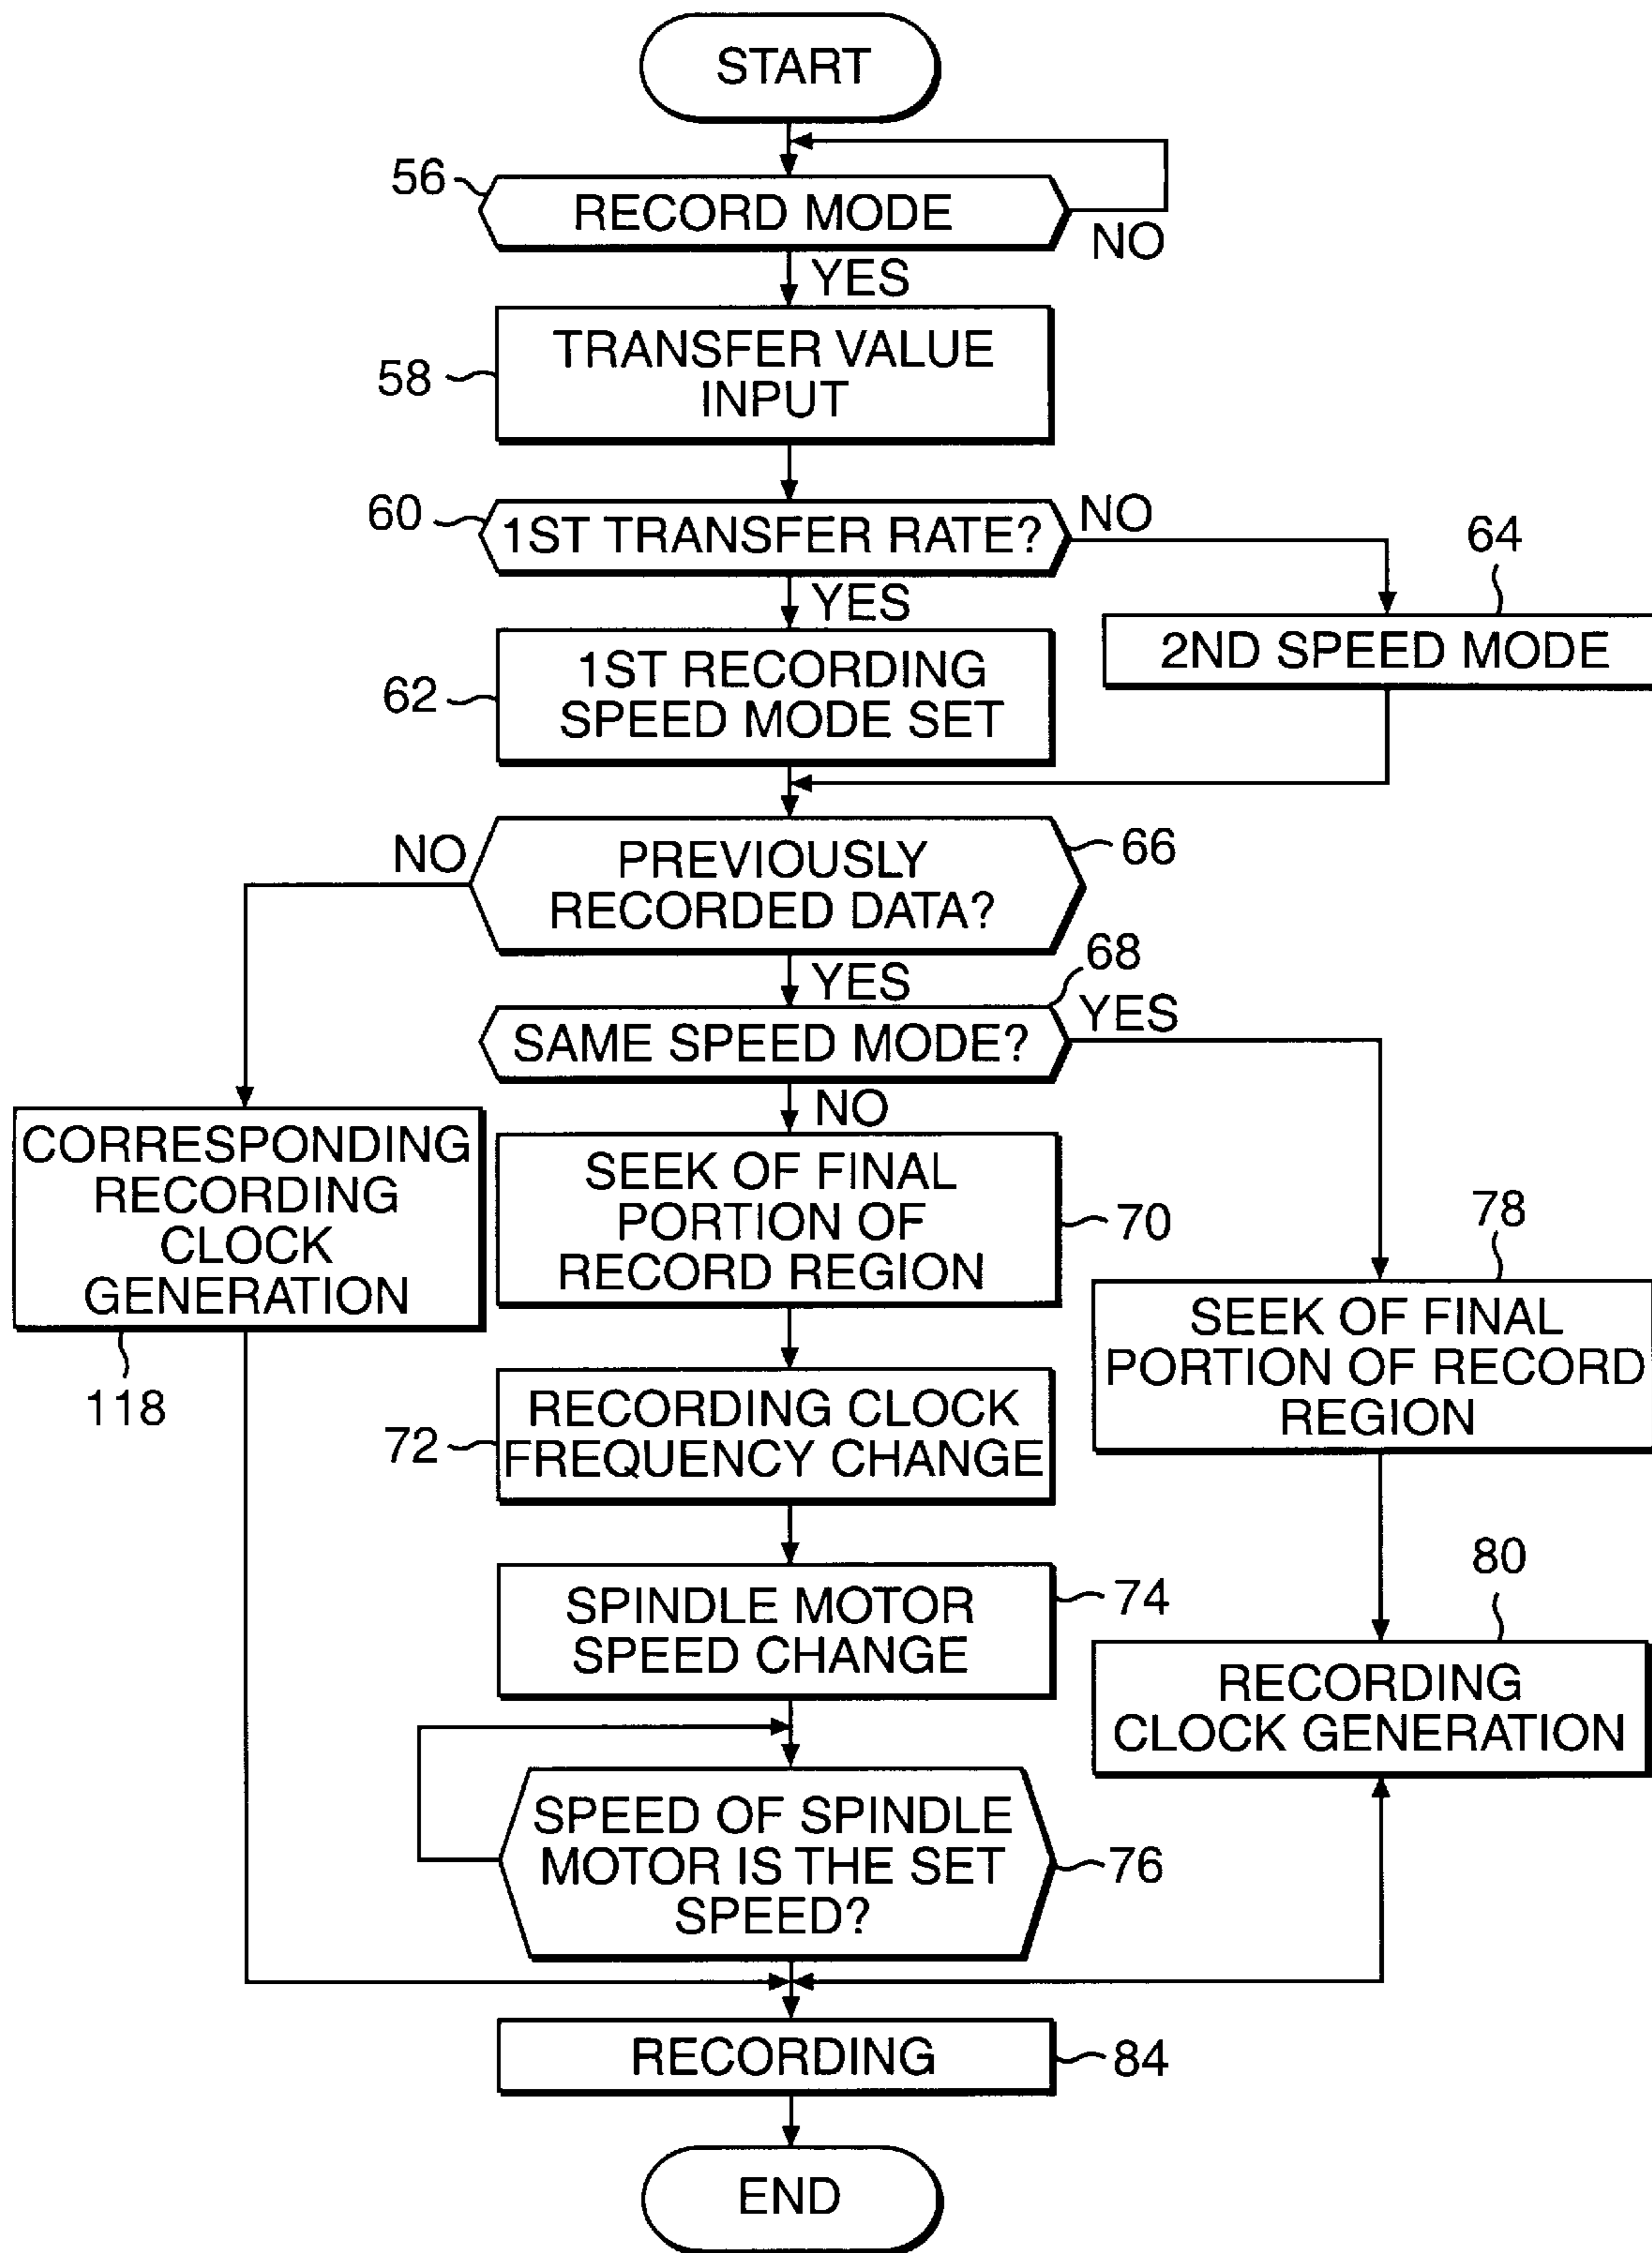 START
56
RECORD MODE
NO
YES
58
TRANSFER VALUE
INPUT
60
1ST TRANSFER RATE?
NO
YES
64
2ND SPEED MODE
62
1ST RECORDING
SPEED MODE SET
NO
PREVIOUSLY
RECORDED DATA?
66
YES
68
SAME SPEED MODE?
YES
NO
CORRESPONDING
RECORDING
CLOCK
GENERATION
118
SEEK OF FINAL
PORTION OF
RECORD REGION
70
78
SEEK OF FINAL
PORTION OF RECORD
REGION
72
RECORDING CLOCK
FREQUENCY CHANGE
SPINDLE MOTOR
SPEED CHANGE
74
80
RECORDING
CLOCK GENERATION
SPEED OF SPINDLE
MOTOR IS THE SET
SPEED?
76
RECORDING
84
END